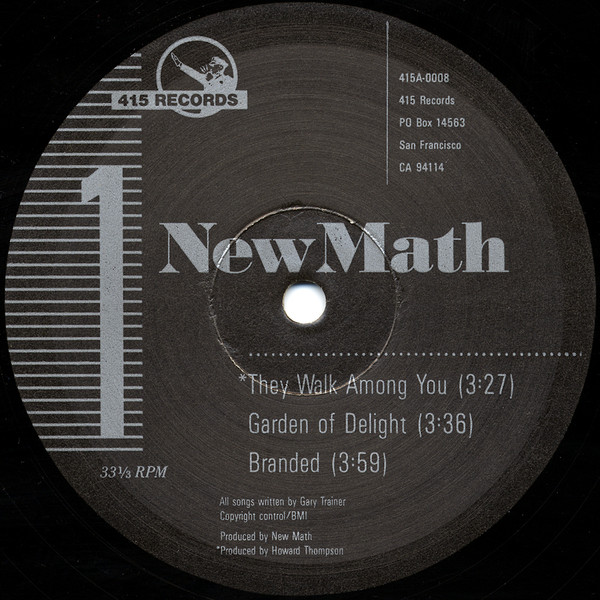 415 RECORDS
415A-0008
415 Records
PO Box 14563
San Francisco
CA 94114
1
New Math
*They Walk Among You (3:27)
Garden of Delight (3:36)
Branded (3:59)
33⅓ RPM
All songs written by Gary Trainer
Copyright control/BMI
Produced by New Math
*Produced by Howard Thompson